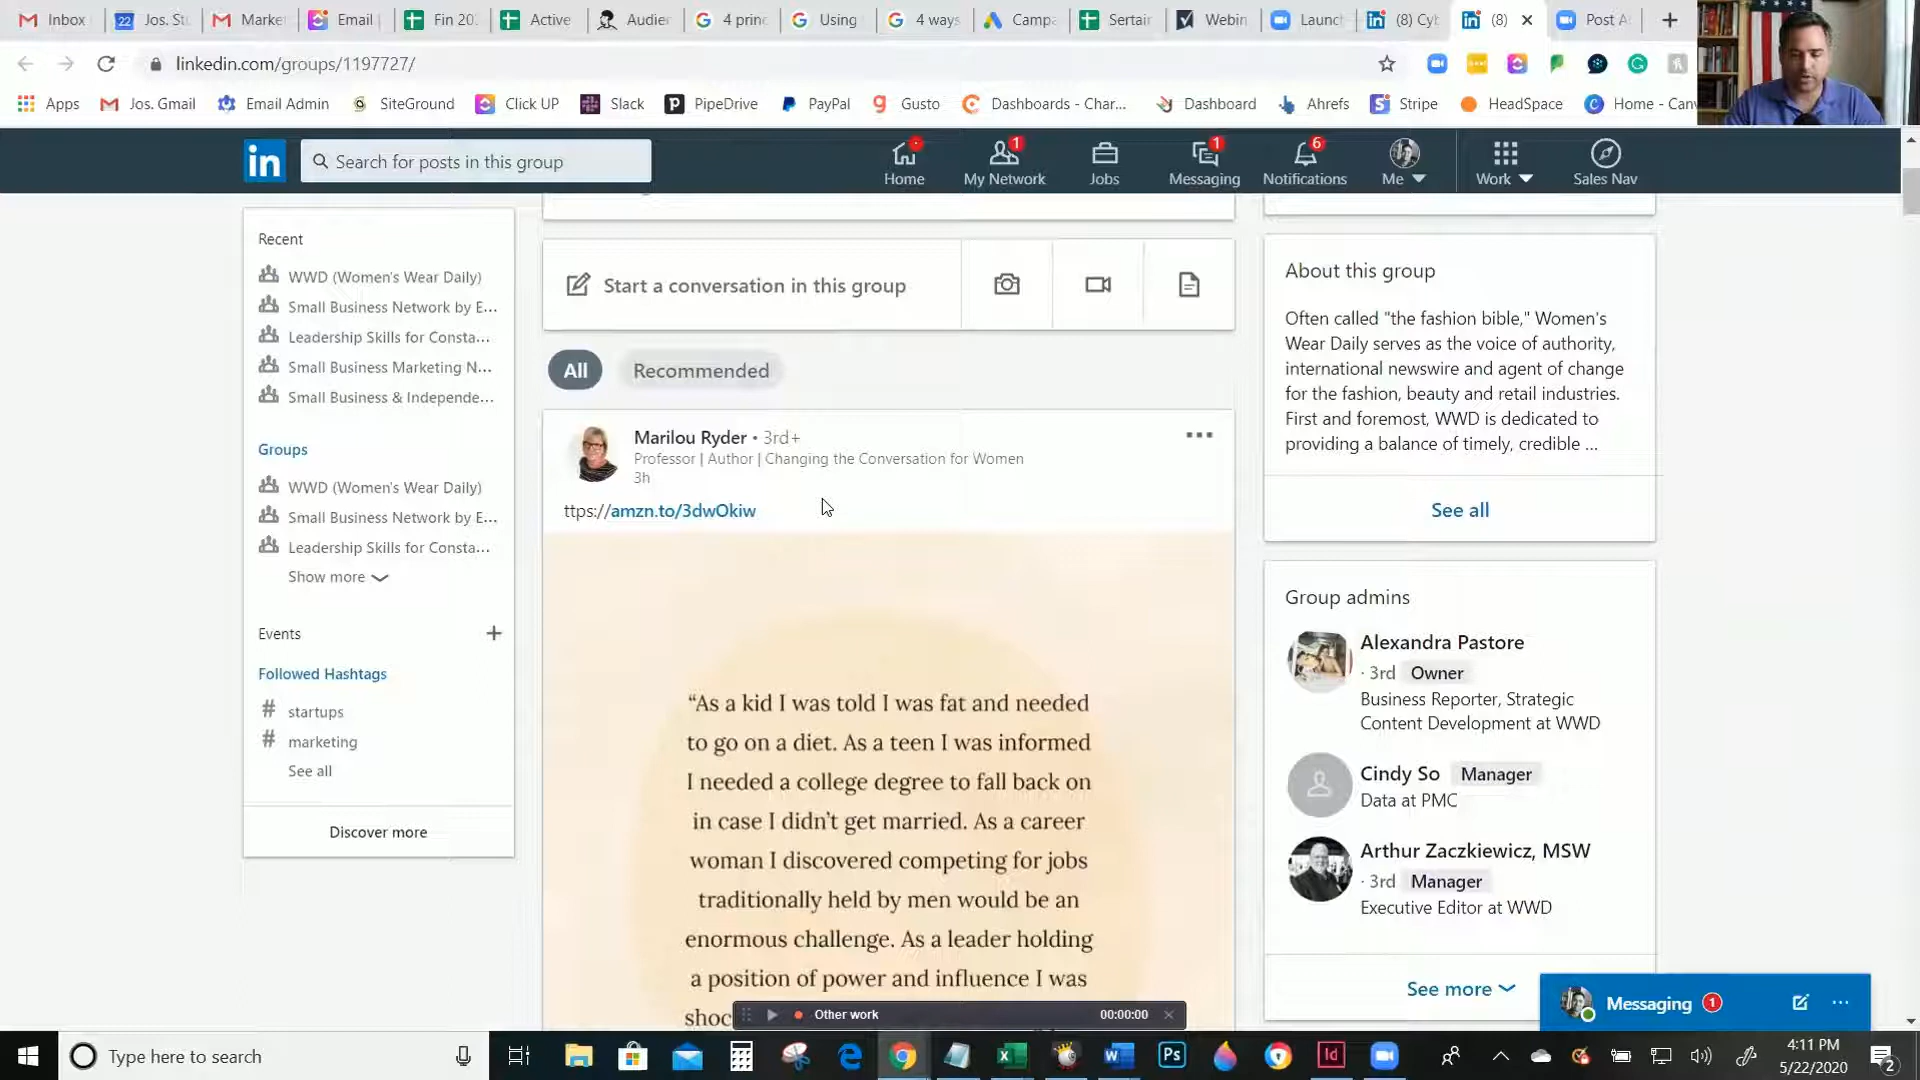 Inbox
22
Jos. St
Market
Email
Fin 20
Active
Audie
4 princ
Using
4 ways
Campa
Sertair
Webin
Launch
(8) Cyb
(8)
Post A
linkedin.com/groups/1197727/
Apps
Jos. Gmail
Email Admin
SiteGround
Click UP
Slack
PipeDrive
PayPal
Gusto
Dashboards - Char...
Dashboard
Ahrefs
Stripe
HeadSpace
Home - Canv
in
Search for posts in this group
Home
1
My Network
Jobs
1
Messaging
6
Notifications
Me
Work
Sales Nav
Recent
WWD (Women's Wear Daily)
Small Business Network by E...
Leadership Skills for Consta...
Small Business Marketing N...
Small Business & Independe...
Groups
WWD (Women's Wear Daily)
Small Business Network by E...
Leadership Skills for Consta...
Show more
Events
Followed Hashtags
# startups
# marketing
See all
Discover more
Start a conversation in this group
All
Recommended
Marilou Ryder • 3rd+
Professor | Author | Changing the Conversation for Women
3h
ttps://amzn.to/3dwOkiw
“As a kid I was told I was fat and needed
to go on a diet. As a teen I was informed
I needed a college degree to fall back on
in case I didn’t get married. As a career
woman I discovered competing for jobs
traditionally held by men would be an
enormous challenge. As a leader holding
a position of power and influence I was
shoc
Other work
00:00:00
About this group
Often called "the fashion bible," Women's
Wear Daily serves as the voice of authority,
international newswire and agent of change
for the fashion, beauty and retail industries.
First and foremost, WWD is dedicated to
providing a balance of timely, credible ...
See all
Group admins
Alexandra Pastore
· 3rd Owner
Business Reporter, Strategic
Content Development at WWD
Cindy So Manager
Data at PMC
Arthur Zaczkiewicz, MSW
· 3rd Manager
Executive Editor at WWD
See more
Messaging 1
Type here to search
Ps
Id
4:11 PM
5/22/2020
2